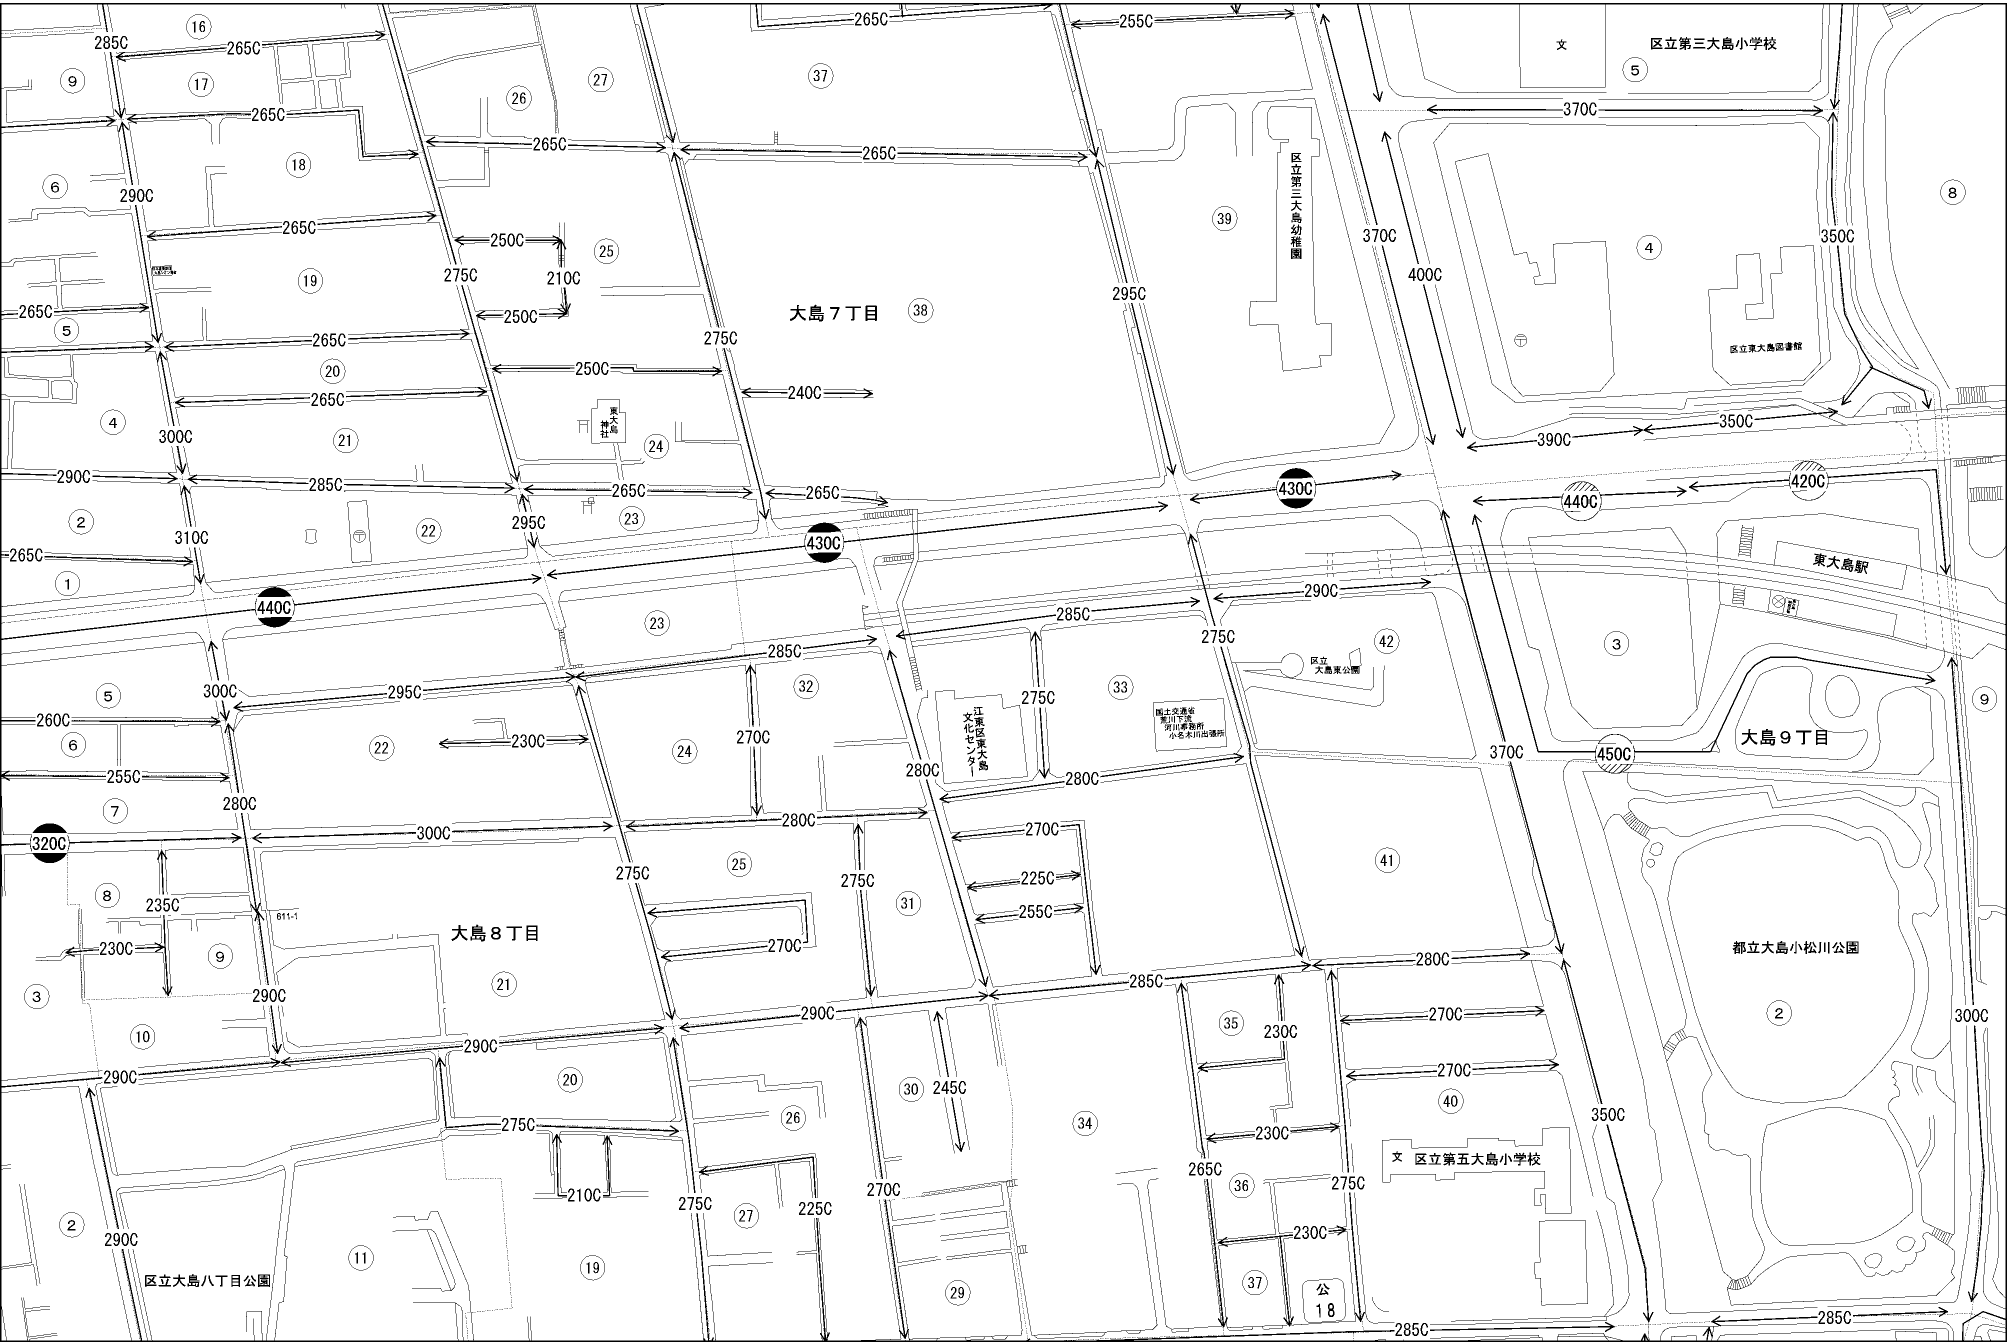 16
265C
255C
285C
265C
文
区立第三大島小学校
5
9
17
26
27
37
370C
265C
265C
265C
18
6
290C
265C
8
39
区立第三大島幼稚園
370C
350C
4
400C
250C
25
275C
210C
19
295C
265C
250C
大島7丁目
38
5
265C
275C
〒
区立東大島図書館
20
250C
265C
240C
4
300C
21
東大島
神社
24
390C
350C
290C
285C
265C
265C
430C
440C
420C
2
310C
22
295C
23
430C
265C
1
〒
440C
東大島駅
290C
285C
23
275C
42
区立
大島東公園
3
285C
32
5
300C
295C
33
275C
260C
6
22
230C
24
270C
江東区東大島
文化センター
国土交通省
荒川下流
河川事務所
小名木川出張所
9
大島9丁目
450C
370C
255C
280C
280C
7
280C
320C
300C
280C
270C
41
25
275C
275C
225C
8
235C
31
255C
611-1
大島8丁目
230C
9
270C
280C
都立大島小松川公園
3
290C
21
285C
2
300C
290C
270C
35
230C
10
290C
290C
20
30
245C
270C
350C
40
275C
26
34
230C
文
区立第五大島小学校
265C
275C
210C
270C
36
2
275C
27
225C
290C
230C
11
19
区立大島八丁目公園
29
37
公
18
285C
285C